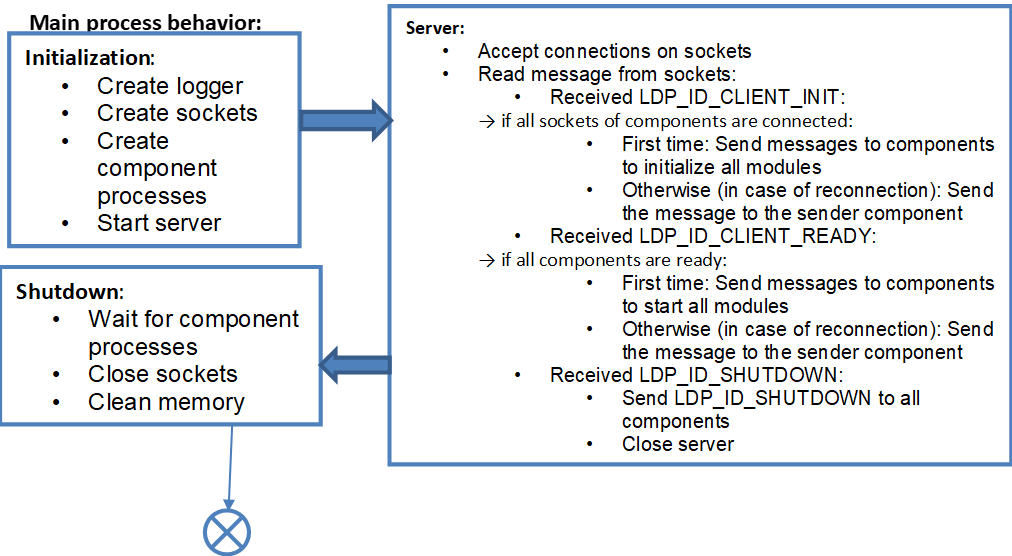 Main process behavior:
Initialization:
• Create logger
• Create sockets
• Create
component
processes
• Start server
Server:
• Accept connections on sockets
• Read message from sockets:
• Received LDP_ID_CLIENT_INIT:
→ if all sockets of components are connected:
• First time: Send messages to components
to initialize all modules
• Otherwise (in case of reconnection): Send
the message to the sender component
• Received LDP_ID_CLIENT_READY:
→ if all components are ready:
• First time: Send messages to components
to start all modules
• Otherwise (in case of reconnection): Send
the message to the sender component
• Received LDP_ID_SHUTDOWN:
• Send LDP_ID_SHUTDOWN to all
components
• Close server
Shutdown:
• Wait for component
processes
• Close sockets
• Clean memory